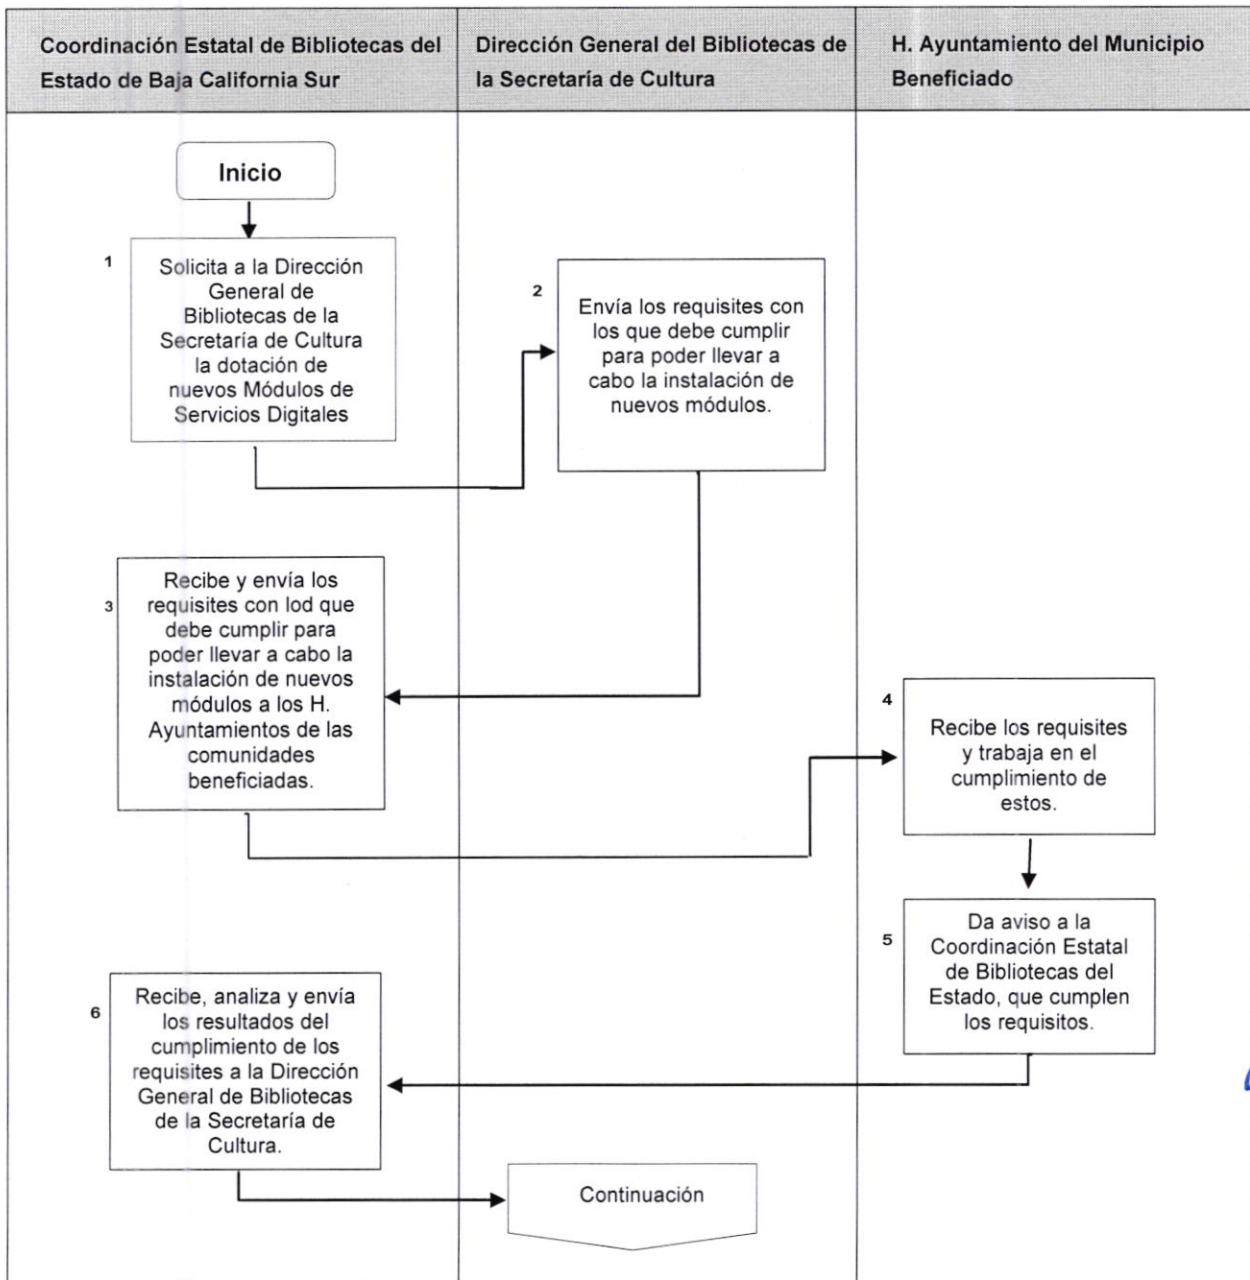 Coordinación Estatal de Bibliotecas del
Estado de Baja California Sur
Dirección General del Bibliotecas de
la Secretaría de Cultura
H. Ayuntamiento del Municipio
Beneficiado
Inicio
1
Solicita a la Dirección
General de
Bibliotecas de la
Secretaría de Cultura
la dotación de
nuevos Módulos de
Servicios Digitales
2
Envía los requisites con
los que debe cumplir
para poder llevar a
cabo la instalación de
nuevos módulos.
3
Recibe y envía los
requisites con lod que
debe cumplir para
poder llevar a cabo la
instalación de nuevos
módulos a los H.
Ayuntamientos de las
comunidades
beneficiadas.
4
Recibe los requisites
y trabaja en el
cumplimiento de
estos.
5
Da aviso a la
Coordinación Estatal
de Bibliotecas del
Estado, que cumplen
los requisitos.
6
Recibe, analiza y envía
los resultados del
cumplimiento de los
requisites a la Dirección
General de Bibliotecas
de la Secretaría de
Cultura.
Continuación